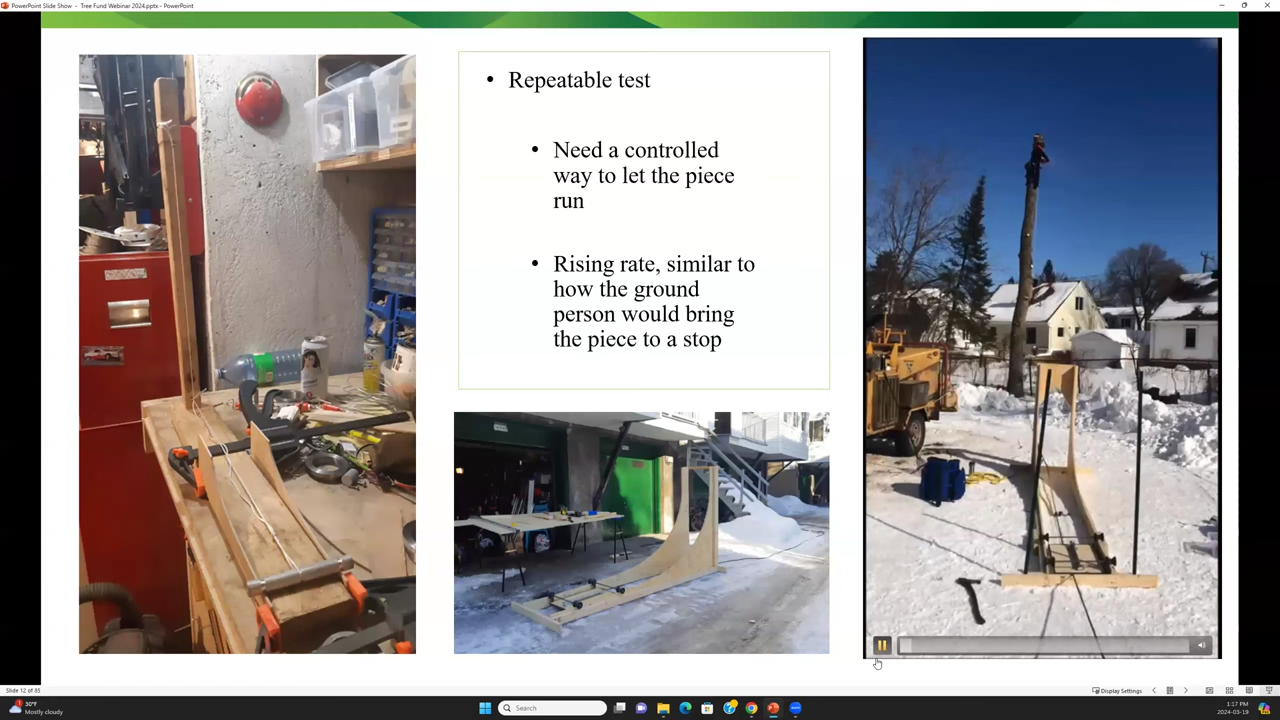 PowerPoint Slide Show - Tree Fund Webinar 2024.pptx - PowerPoint
• Repeatable test
• Need a controlled
way to let the piece
run
• Rising rate, similar to
how the ground
person would bring
the piece to a stop
Slide 12 of 85
Display Settings
30°F
Mostly cloudy
Search
1:17 PM
2024-03-19